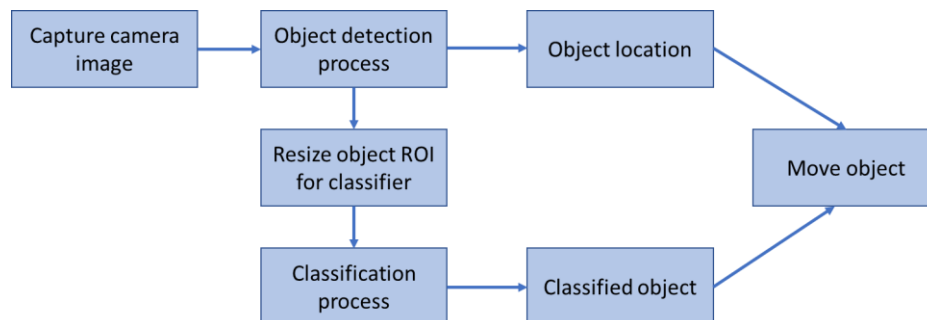 Capture camera
image
Object detection
process
Object location
Resize object ROI
for classifier
Move object
Classification
process
Classified object